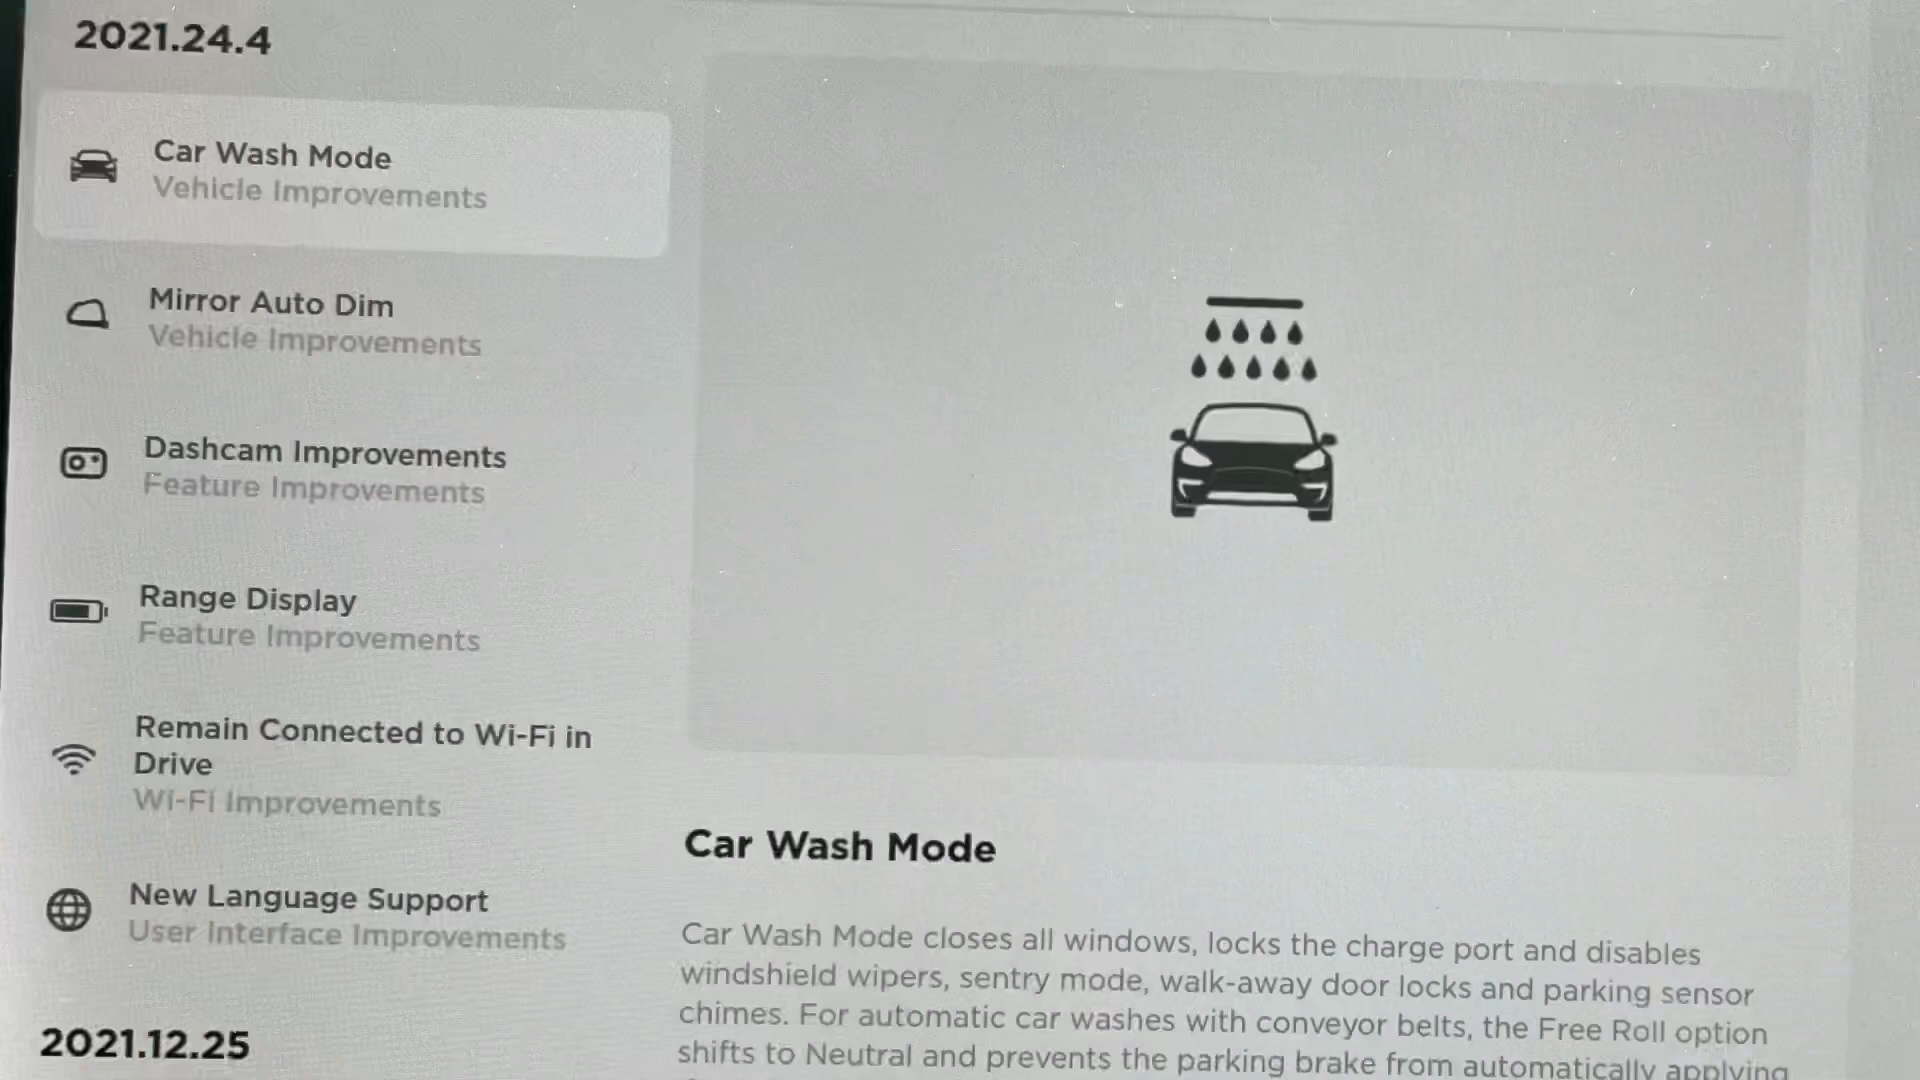 2021.24.4
Car Wash Mode
Vehicle Improvements
Mirror Auto Dim
Vehicle Improvements
Dashcam Improvements
Feature Improvements
Range Display
Feature Improvements
Remain Connected to Wi-Fi in
Drive
Wi-Fi Improvements
New Language Support
User Interface Improvements
2021.12.25
Car Wash Mode
Car Wash Mode closes all windows, locks the charge port and disables
windshield wipers, sentry mode, walk-away door locks and parking sensor
chimes. For automatic car washes with conveyor belts, the Free Roll option
shifts to Neutral and prevents the parking brake from automatically applying